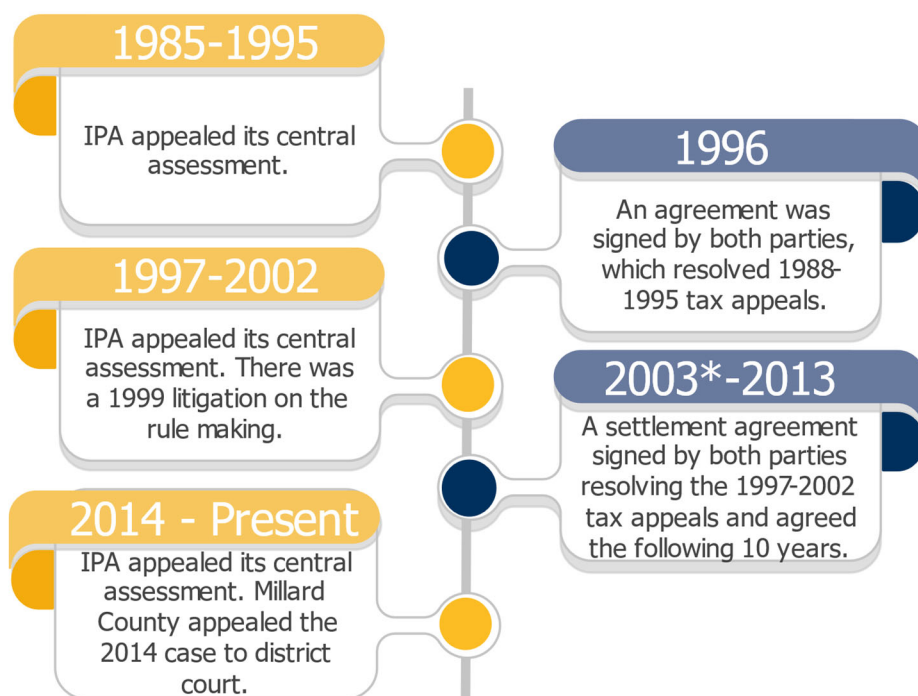 1985-1995
IPA appealed its central
assessment.
1996
An agreement was
signed by both parties,
which resolved 1988-
1995 tax appeals.
1997-2002
IPA appealed its central
assessment. There was
a 1999 litigation on the
rule making.
2003*-2013
A settlement agreement
signed by both parties
resolving the 1997-2002
tax appeals and agreed
the following 10 years.
2014 - Present
IPA appealed its central
assessment. Millard
County appealed the
2014 case to district
court.